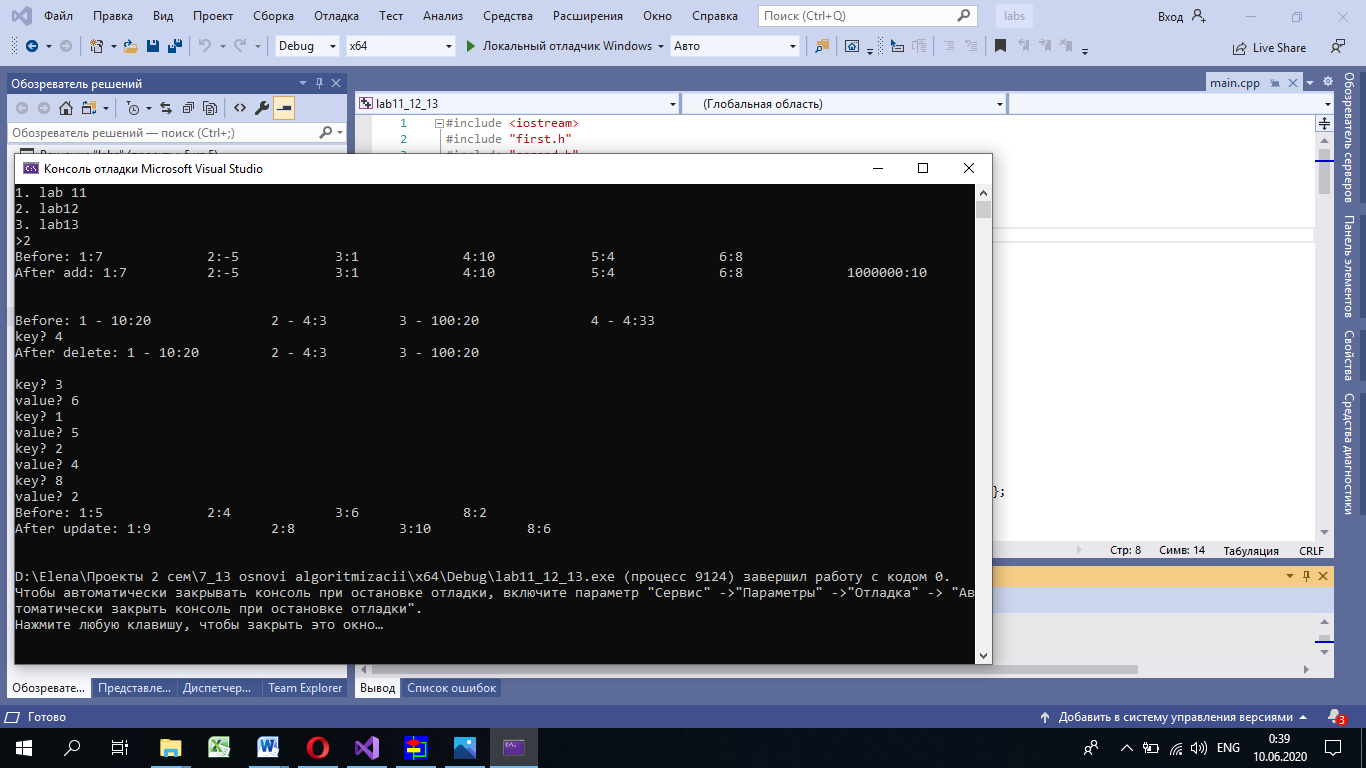 Файл Правка Вид Проект Сборка Отладка Тест Анализ Средства Расширения Окно Справка Поиск (Ctrl+Q) labs Вход
Debug x64 Локальный отладчик Windows Авто Live Share
Обозреватель решений
Обозреватель решений — поиск (Ctrl+;)
main.cpp
lab11_12_13 (Глобальная область)
1 #include <iostream>
2 #include "first.h"
Консоль отладки Microsoft Visual Studio
1. lab 11
2. lab12
3. lab13
>2
Before: 1:7 2:-5 3:1 4:10 5:4 6:8
After add: 1:7 2:-5 3:1 4:10 5:4 6:8 1000000:10
Before: 1 - 10:20 2 - 4:3 3 - 100:20 4 - 4:33
key? 4
After delete: 1 - 10:20 2 - 4:3 3 - 100:20
key? 3
value? 6
key? 1
value? 5
key? 2
value? 4
key? 8
value? 2
Before: 1:5 2:4 3:6 8:2
After update: 1:9 2:8 3:10 8:6
D:\Elena\Проекты 2 сем\7_13 osnovi algoritmizacii\x64\Debug\lab11_12_13.exe (процесс 9124) завершил работу с кодом 0.
Чтобы автоматически закрывать консоль при остановке отладки, включите параметр "Сервис" ->"Параметры" ->"Отладка" -> "Ав
томатически закрыть консоль при остановке отладки".
Нажмите любую клавишу, чтобы закрыть это окно…
};
Стр: 8 Симв: 14 Табуляция CRLF
Обозреватель серверов
Панель элементов
Свойства
Средства диагностики
Обозревате... Представле... Диспетчер... Team Explorer Вывод Список ошибок
Готово Добавить в систему управления версиями 3
ENG 0:39
10.06.2020